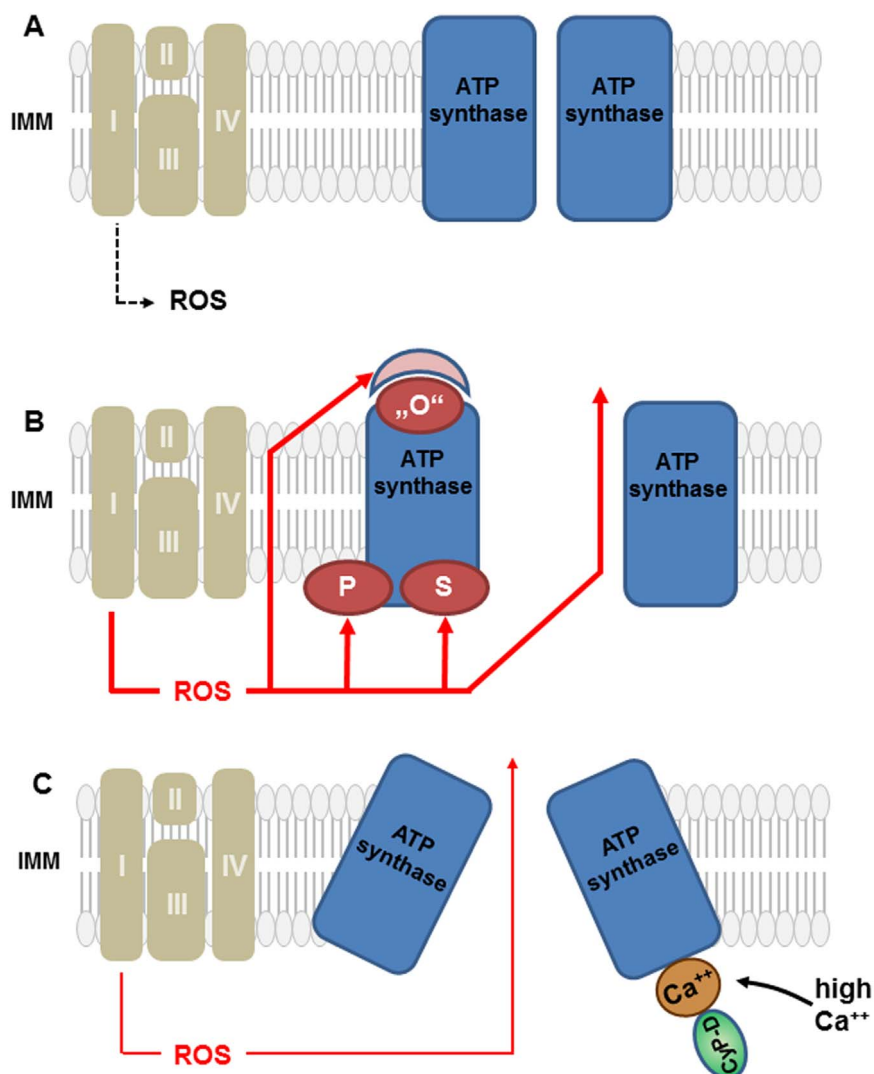 A
IMM
I
II
III
IV
ATP
synthase
ATP
synthase
ROS
B
IMM
I
II
III
IV
„O“
ATP
synthase
P
S
ATP
synthase
ROS
C
IMM
I
II
III
IV
ATP
synthase
ATP
synthase
Ca⁺⁺
CyP-D
high
Ca⁺⁺
ROS